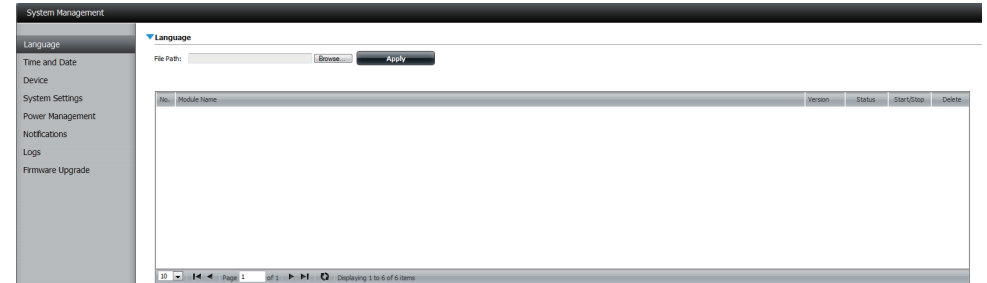 System Management
Language
Time and Date
Device
System Settings
Power Management
Notifications
Logs
Firmware Upgrade
Language
File Path: Browse... Apply
No. Module Name Version Status Start/Stop Delete
10 Page 1 of 1 Displaying 1 to 6 of 6 items